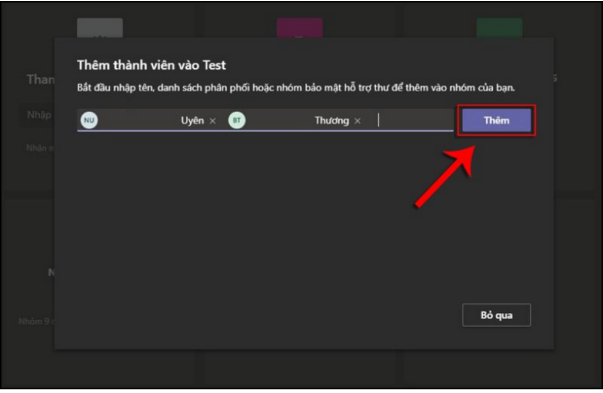 Thêm thành viên vào Test
Bắt đầu nhập tên, danh sách phân phối hoặc nhóm bảo mật hỗ trợ thư để thêm vào nhóm của bạn.
Than
Nhập
NU Uyên × BT Thương × Thêm
Nhóm 9
Bỏ qua